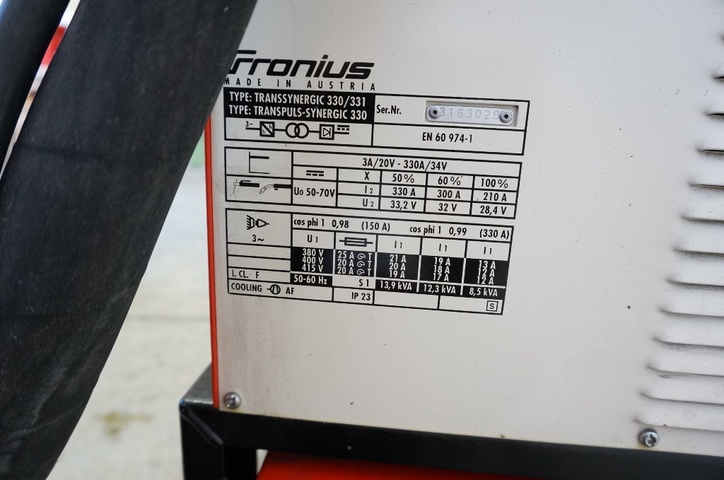 Fronius
MADE IN AUSTRIA
TYPE: TRANSSYNERGIC 330/331
TYPE: TRANSPULS-SYNERGIC 330
Ser.Nr.
3~
EN 60 974-1
3A/20V - 330A/34V
X 50% 60% 100%
U0 50-70V I2 330 A 300 A 210 A
U2 33,2 V 32 V 28,4 V
cos phi 1 0,98 (150 A) cos phi 1 0,99 (330 A)
3~ U1 I1 I1 I1
380 V 25 A T 21 A 19 A 13 A
400 V 20 A T 20 A 18 A 12 A
415 V 20 A T 19 A 17 A 12 A
I. CL. F 50-60 Hz S1 13,9 kVA 12,3 kVA 8,5 kVA
COOLING AF IP 23 S